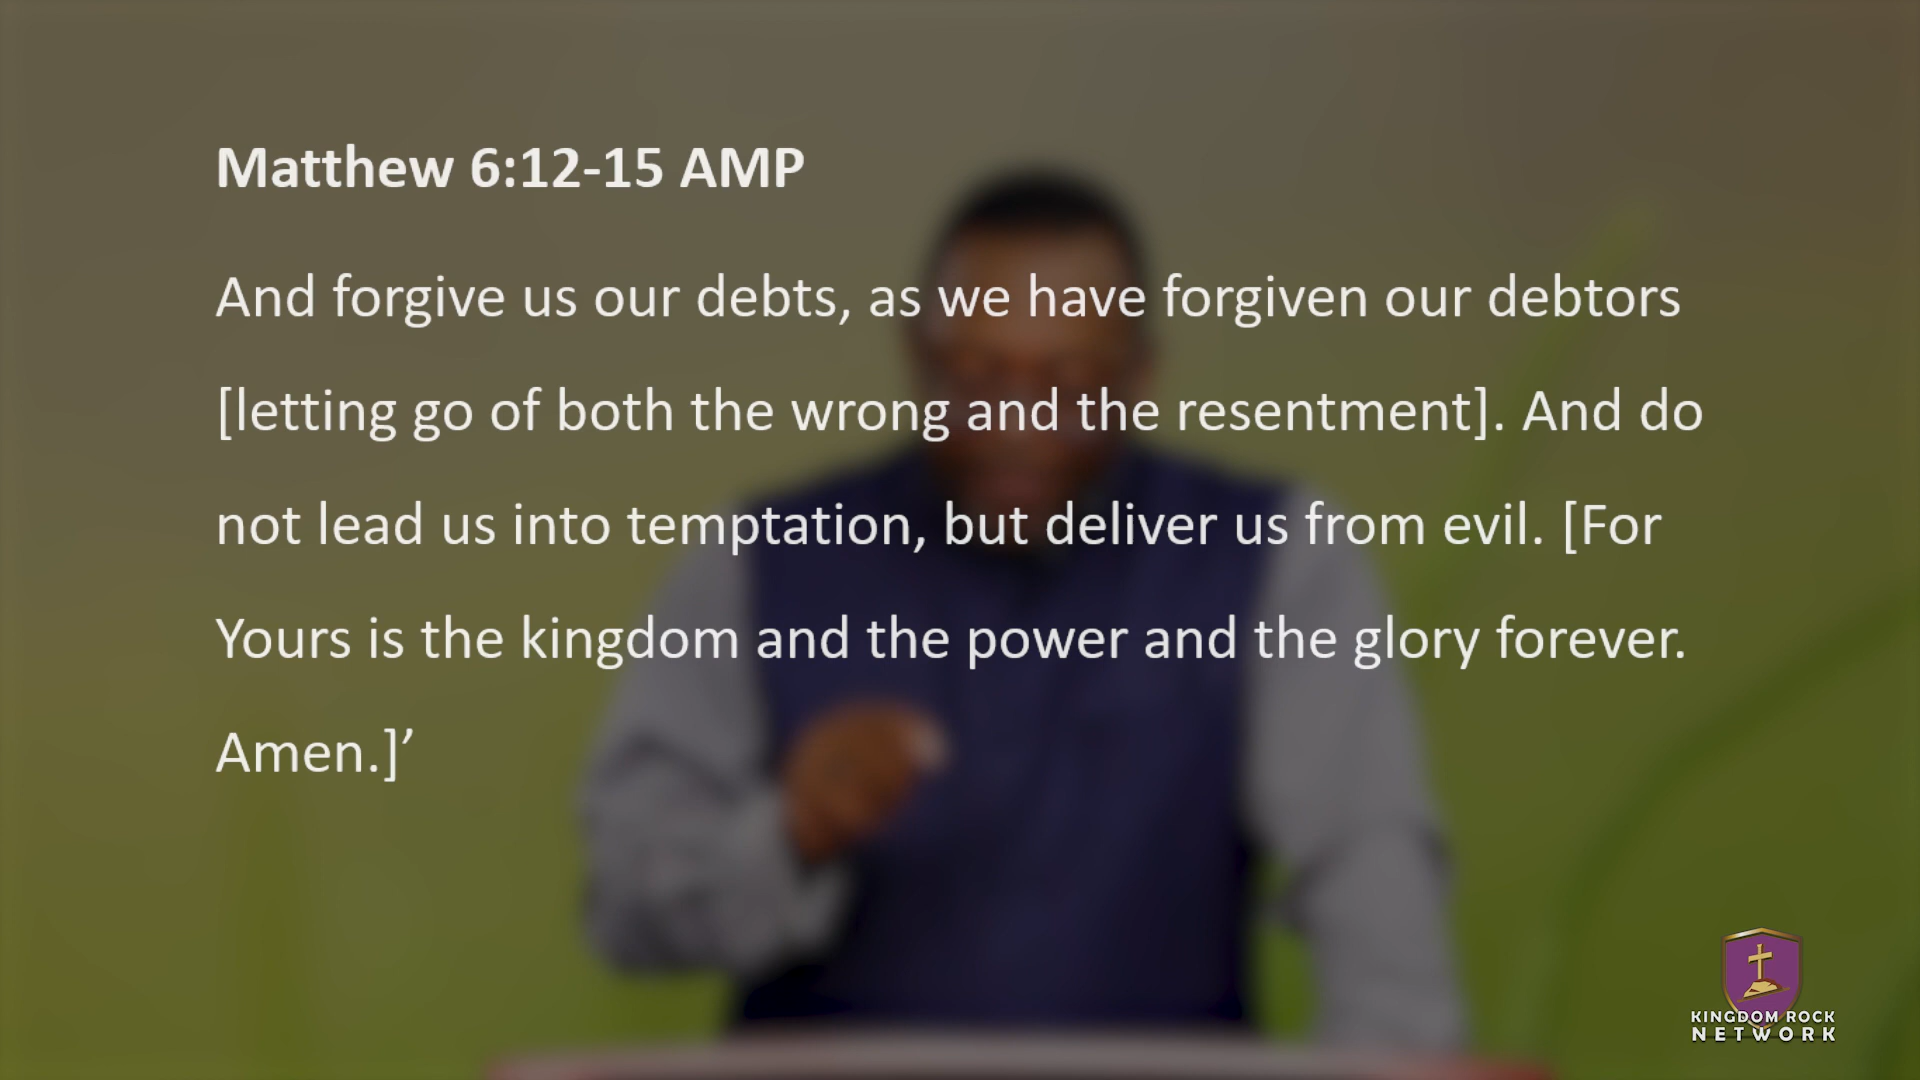 Matthew 6:12-15 AMP
And forgive us our debts, as we have forgiven our debtors
[letting go of both the wrong and the resentment]. And do
not lead us into temptation, but deliver us from evil. [For
Yours is the kingdom and the power and the glory forever.
Amen.]’
KINGDOM ROCK
NETWORK